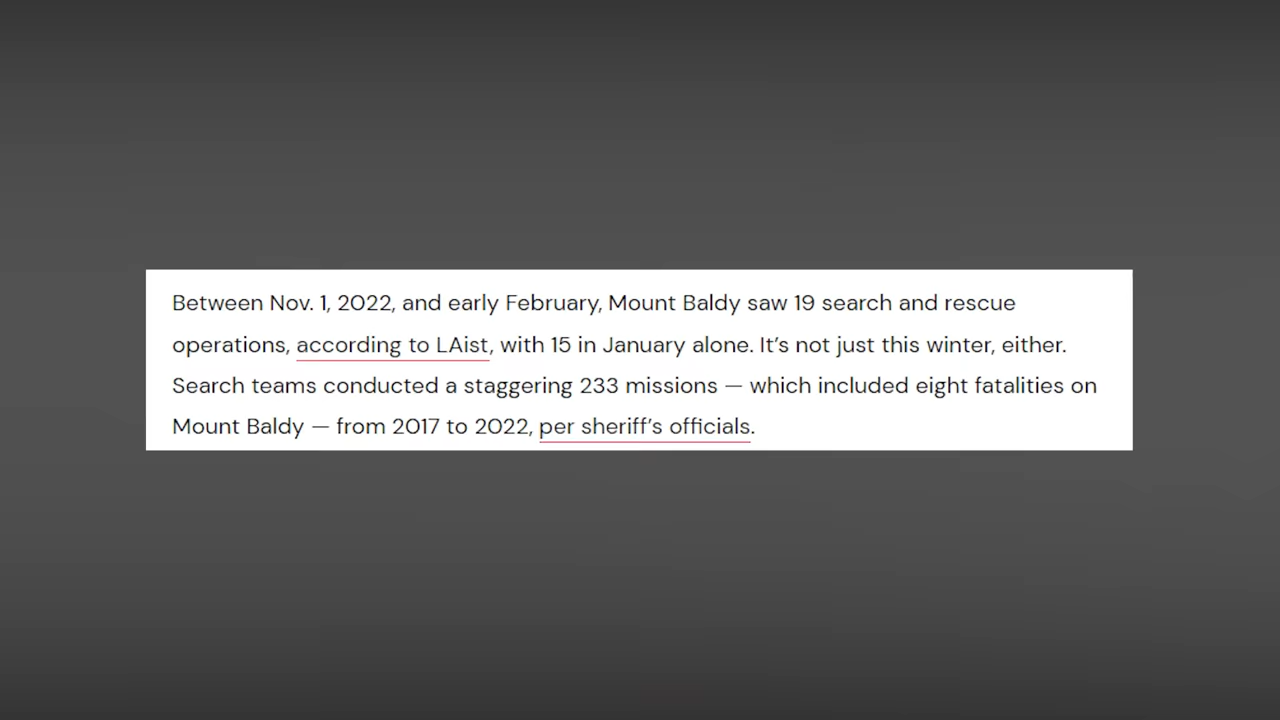 Between Nov. 1, 2022, and early February, Mount Baldy saw 19 search and rescue
operations, according to LAist, with 15 in January alone. It’s not just this winter, either.
Search teams conducted a staggering 233 missions — which included eight fatalities on
Mount Baldy — from 2017 to 2022, per sheriff’s officials.